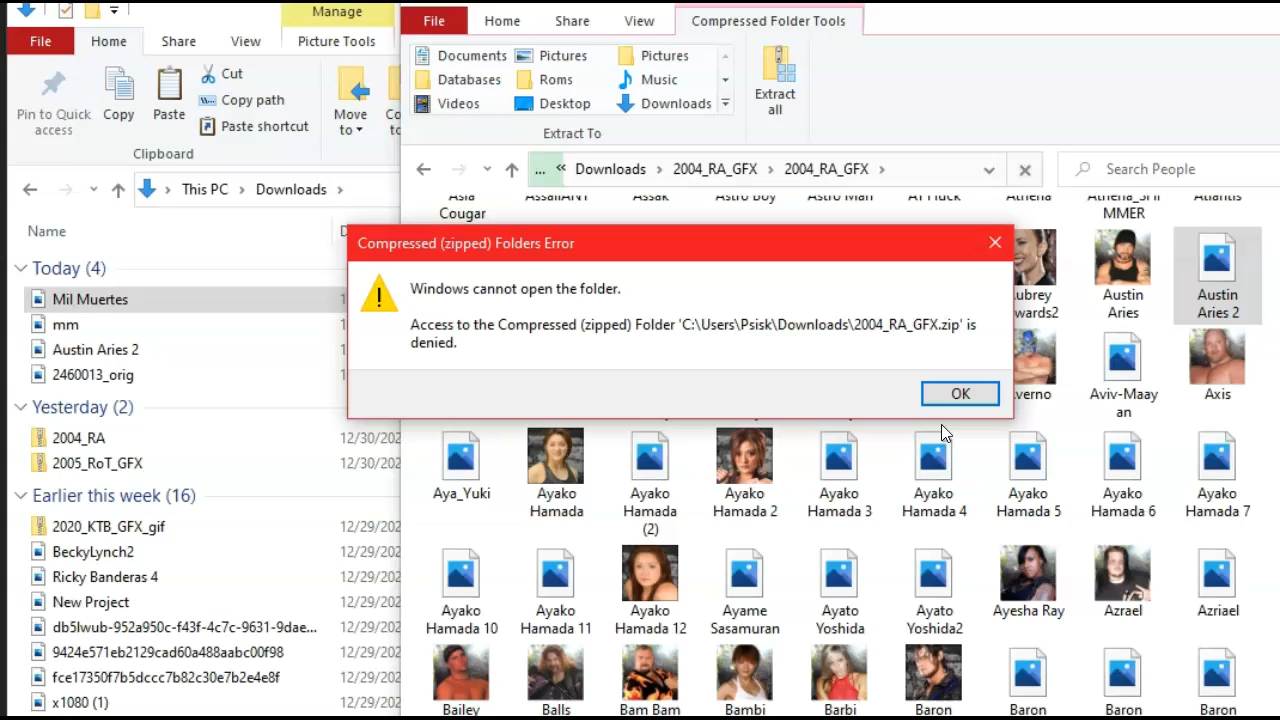 Manage
File
Home
Share
View
Picture Tools
Pin to Quick
access
Copy
Paste
Cut
Copy path
Paste shortcut
Move
to
Clipboard
This PC
Downloads
Name
Today (4)
Mil Muertes
mm
Austin Aries 2
2460013_orig
Yesterday (2)
2004_RA
12/30/202
2005_RoT_GFX
12/30/202
Earlier this week (16)
2020_KTB_GFX_gif
12/29/202
BeckyLynch2
12/29/202
Ricky Banderas 4
12/29/202
New Project
12/29/202
db5lwub-952a950c-f43f-4c7c-9631-9dae...
12/29/202
9424e571eb2129cad60a488aabc00f98
12/29/202
fce17350f7b5dccc7b82c30e7b2e4e8f
12/29/202
x1080 (1)
12/29/202
File
Home
Share
View
Compressed Folder Tools
Documents
Pictures
Pictures
Databases
Roms
Music
Videos
Desktop
Downloads
Extract To
Extract
all
... « Downloads > 2004_RA_GFX > 2004_RA_GFX >
Search People
Asia
Cougar
AssailANT
Assak
Astro Boy
Astro Man
Athena
Athena_SHI
MMER
Atlantis
Compressed (zipped) Folders Error
Windows cannot open the folder.
Access to the Compressed (zipped) Folder 'C:\Users\Psisk\Downloads\2004_RA_GFX.zip' is
denied.
OK
Austin
Aries
Austin
Aries 2
Aviv-Maay
an
Axis
Aya_Yuki
Ayako
Hamada
Ayako
Hamada
(2)
Ayako
Hamada 2
Ayako
Hamada 3
Ayako
Hamada 4
Ayako
Hamada 5
Ayako
Hamada 6
Ayako
Hamada 7
Ayako
Hamada 10
Ayako
Hamada 11
Ayako
Hamada 12
Ayame
Sasamuran
Ayato
Yoshida
Ayato
Yoshida2
Ayesha Ray
Azrael
Azriael
Bailey
Balls
Bam Bam
Bambi
Barbi
Baron
Baron
Baron
Baron